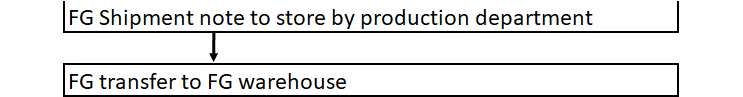 FG Shipment note to store by production department
FG transfer to FG warehouse